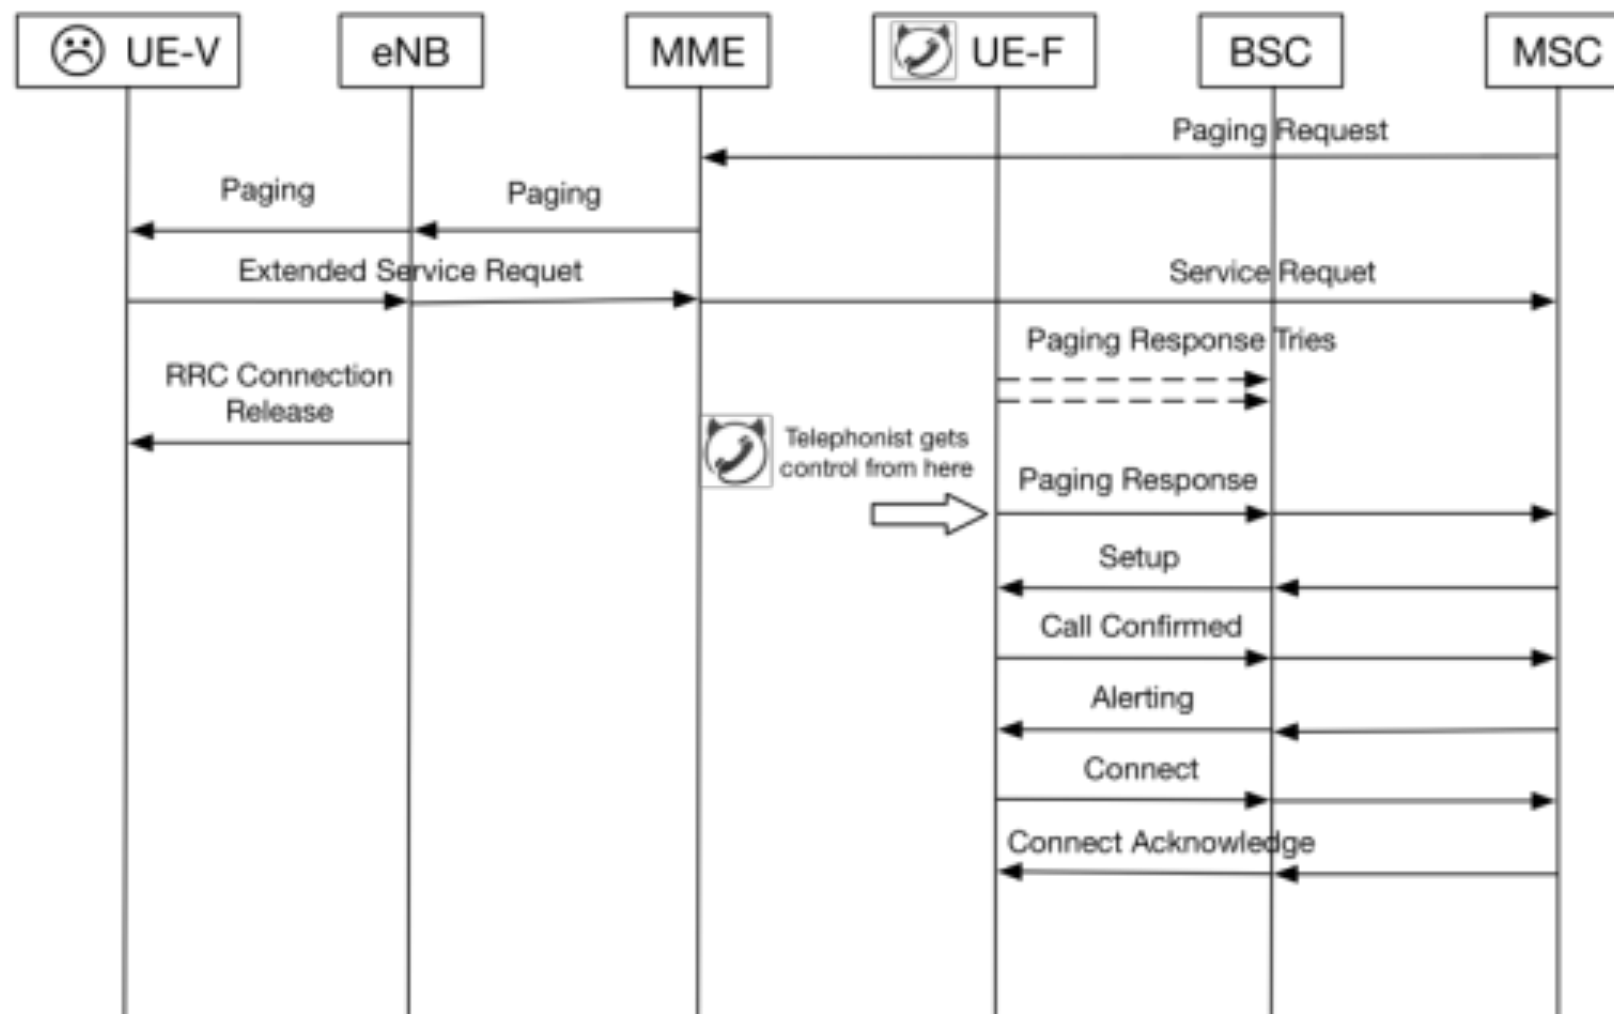 UE-V
eNB
MME
UE-F
BSC
MSC
Paging Request
Paging
Paging
Extended Service Requet
Service Requet
Paging Response Tries
RRC Connection
Release
Telephonist gets
control from here
Paging Response
Setup
Call Confirmed
Alerting
Connect
Connect Acknowledge